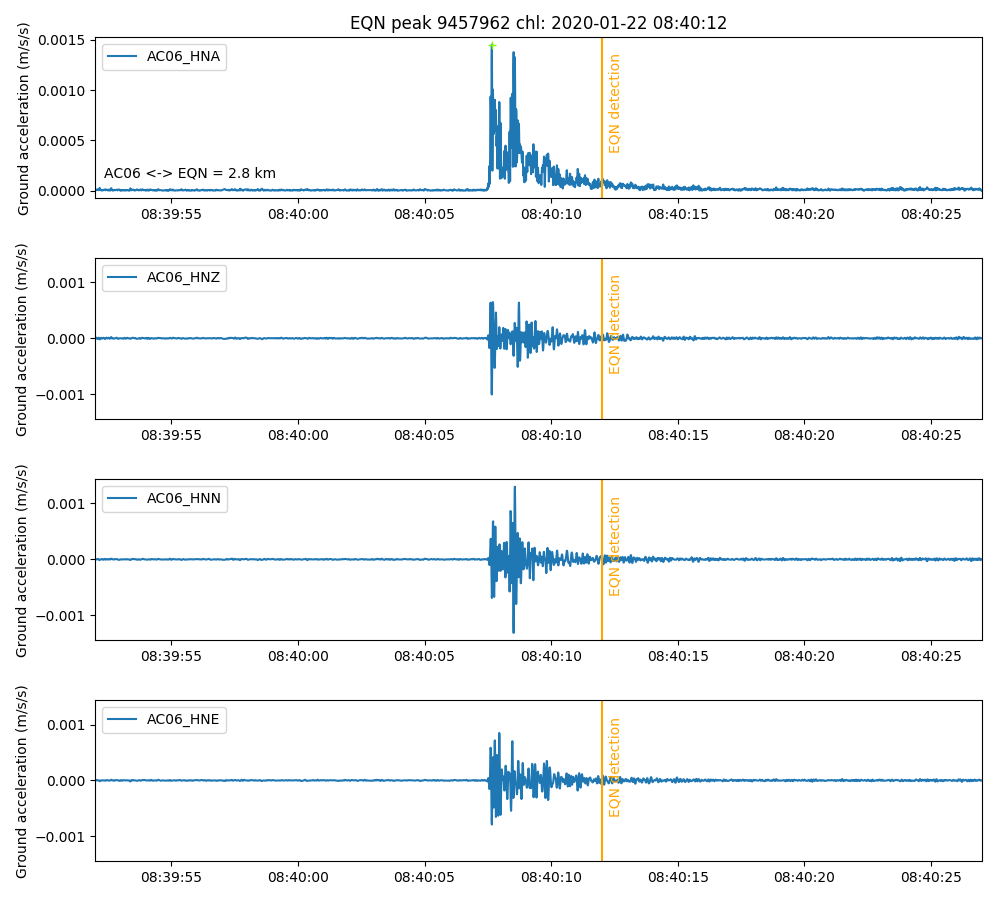 EQN peak 9457962 chl: 2020-01-22 08:40:12
Ground acceleration (m/s/s)
0.0015
0.0010
0.0005
0.0000
AC06_HNA
EQN detection
AC06 <-> EQN = 2.8 km
08:39:55 08:40:00 08:40:05 08:40:10 08:40:15 08:40:20 08:40:25
Ground acceleration (m/s/s)
0.001
0.000
−0.001
AC06_HNZ
EQN detection
08:39:55 08:40:00 08:40:05 08:40:10 08:40:15 08:40:20 08:40:25
Ground acceleration (m/s/s)
0.001
0.000
−0.001
AC06_HNN
EQN detection
08:39:55 08:40:00 08:40:05 08:40:10 08:40:15 08:40:20 08:40:25
Ground acceleration (m/s/s)
0.001
0.000
−0.001
AC06_HNE
EQN detection
08:39:55 08:40:00 08:40:05 08:40:10 08:40:15 08:40:20 08:40:25